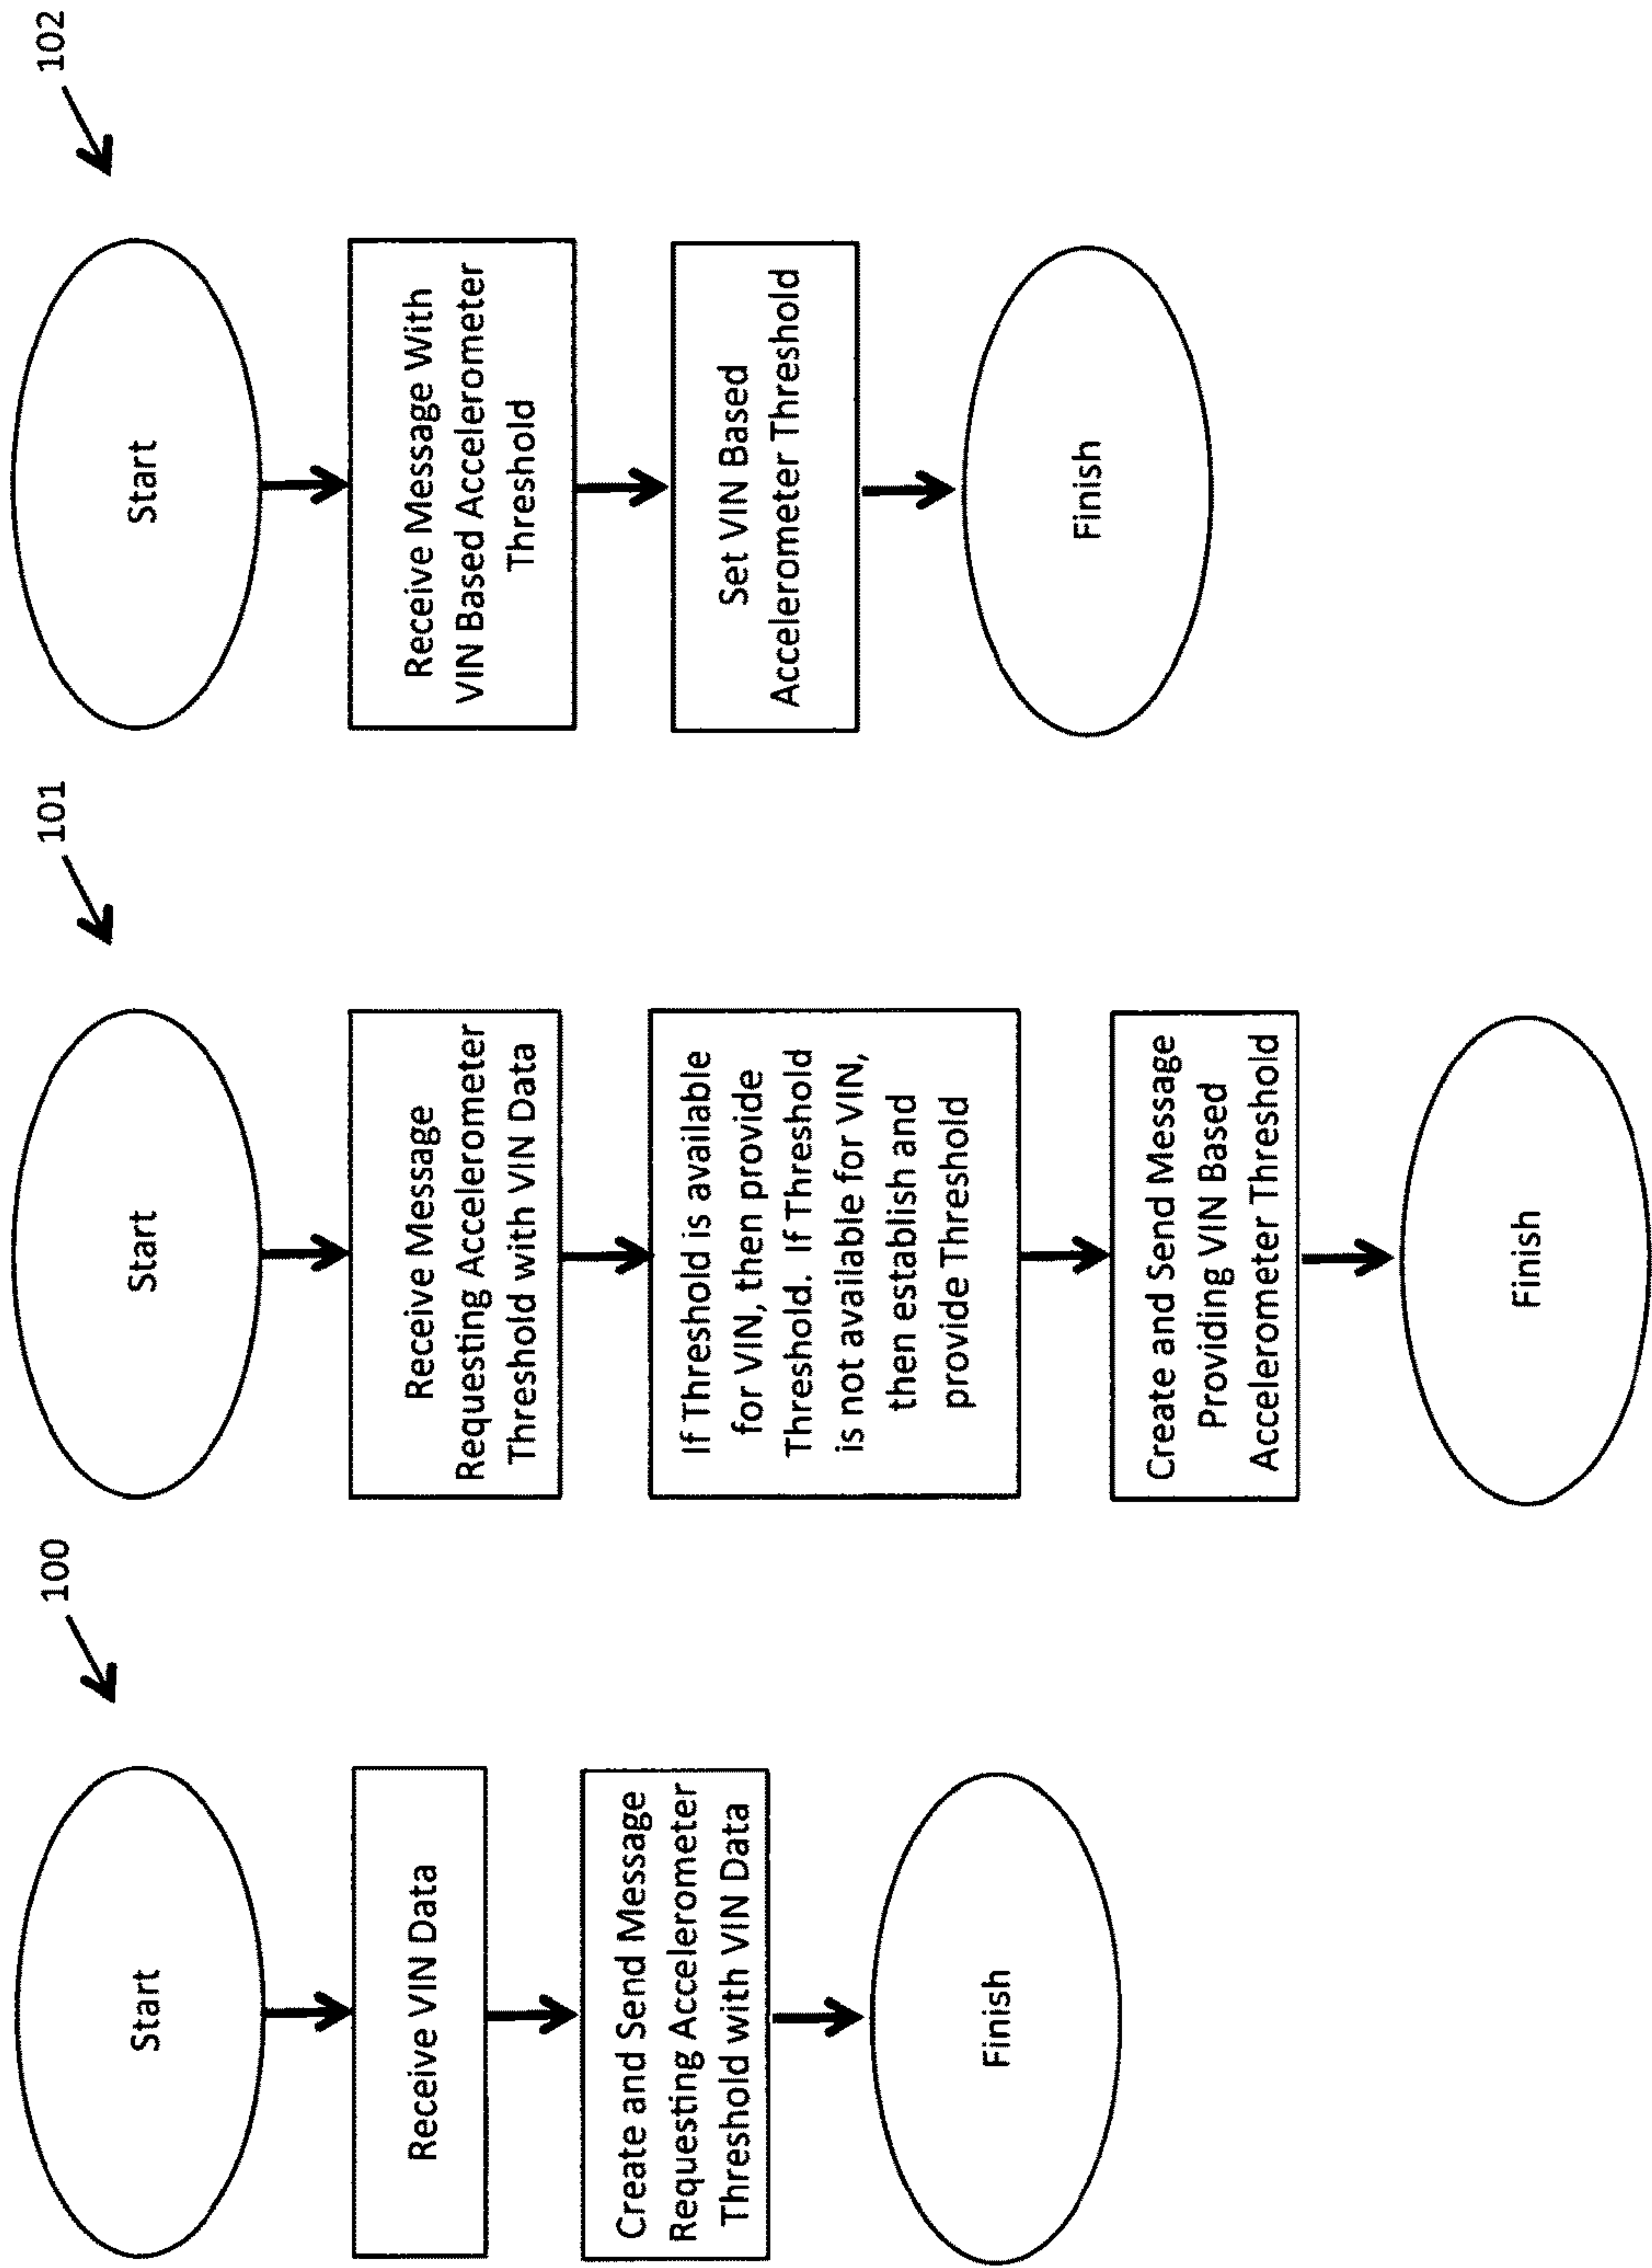 100
Start
Receive VIN Data
Create and Send Message
Requesting Accelerometer
Threshold with VIN Data
Finish
101
Start
Receive Message
Requesting Accelerometer
Threshold with VIN Data
If Threshold is available
for VIN, then provide
Threshold. If Threshold
is not available for VIN,
then establish and
provide Threshold
Create and Send Message
Providing VIN Based
Accelerometer Threshold
Finish
102
Start
Receive Message With
VIN Based Accelerometer
Threshold
Set VIN Based
Accelerometer Threshold
Finish